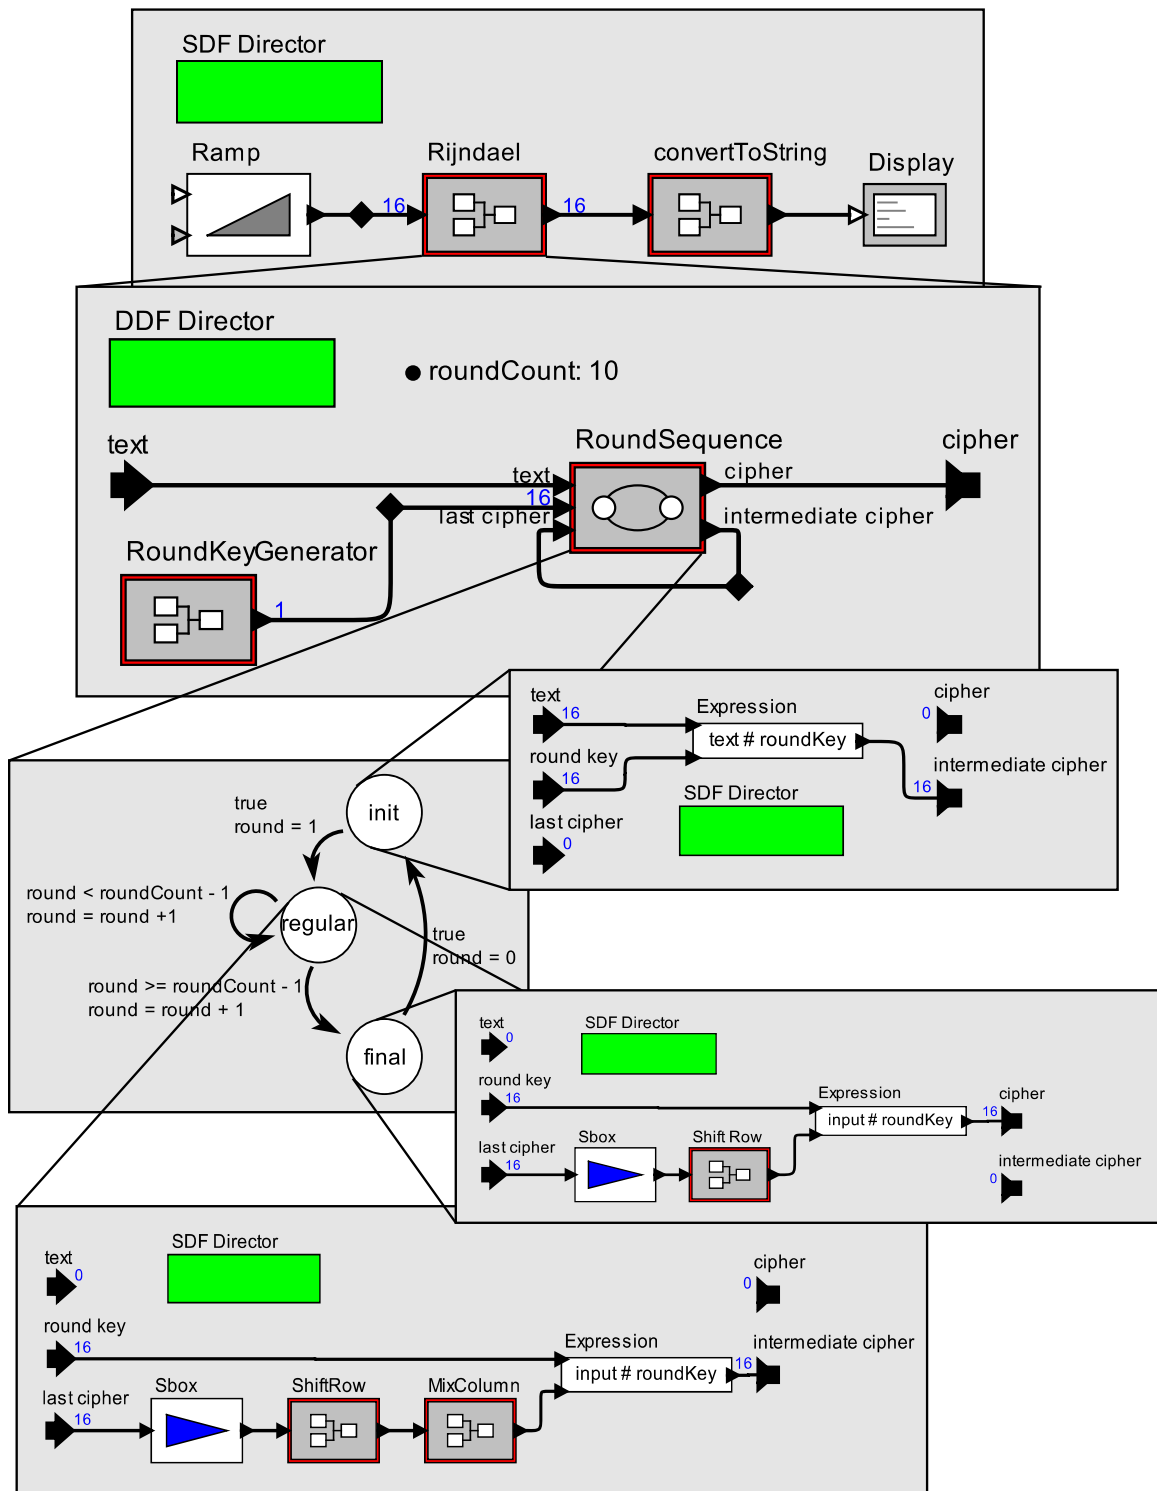 SDF Director
Ramp
Rijndael
convertToString
Display
16
16
DDF Director
roundCount: 10
text
RoundSequence
cipher
text
cipher
16
last cipher
intermediate cipher
RoundKeyGenerator
1
text
16
Expression
cipher
0
text # roundKey
round key
16
intermediate cipher
16
SDF Director
last cipher
0
init
true
round = 1
round < roundCount - 1
round = round +1
regular
true
round = 0
round >= roundCount - 1
round = round + 1
final
text
0
SDF Director
round key
16
Expression
cipher
16
input # roundKey
last cipher
16
Sbox
Shift Row
intermediate cipher
0
text
0
SDF Director
cipher
0
round key
16
Expression
intermediate cipher
16
input # roundKey
last cipher
16
Sbox
ShiftRow
MixColumn